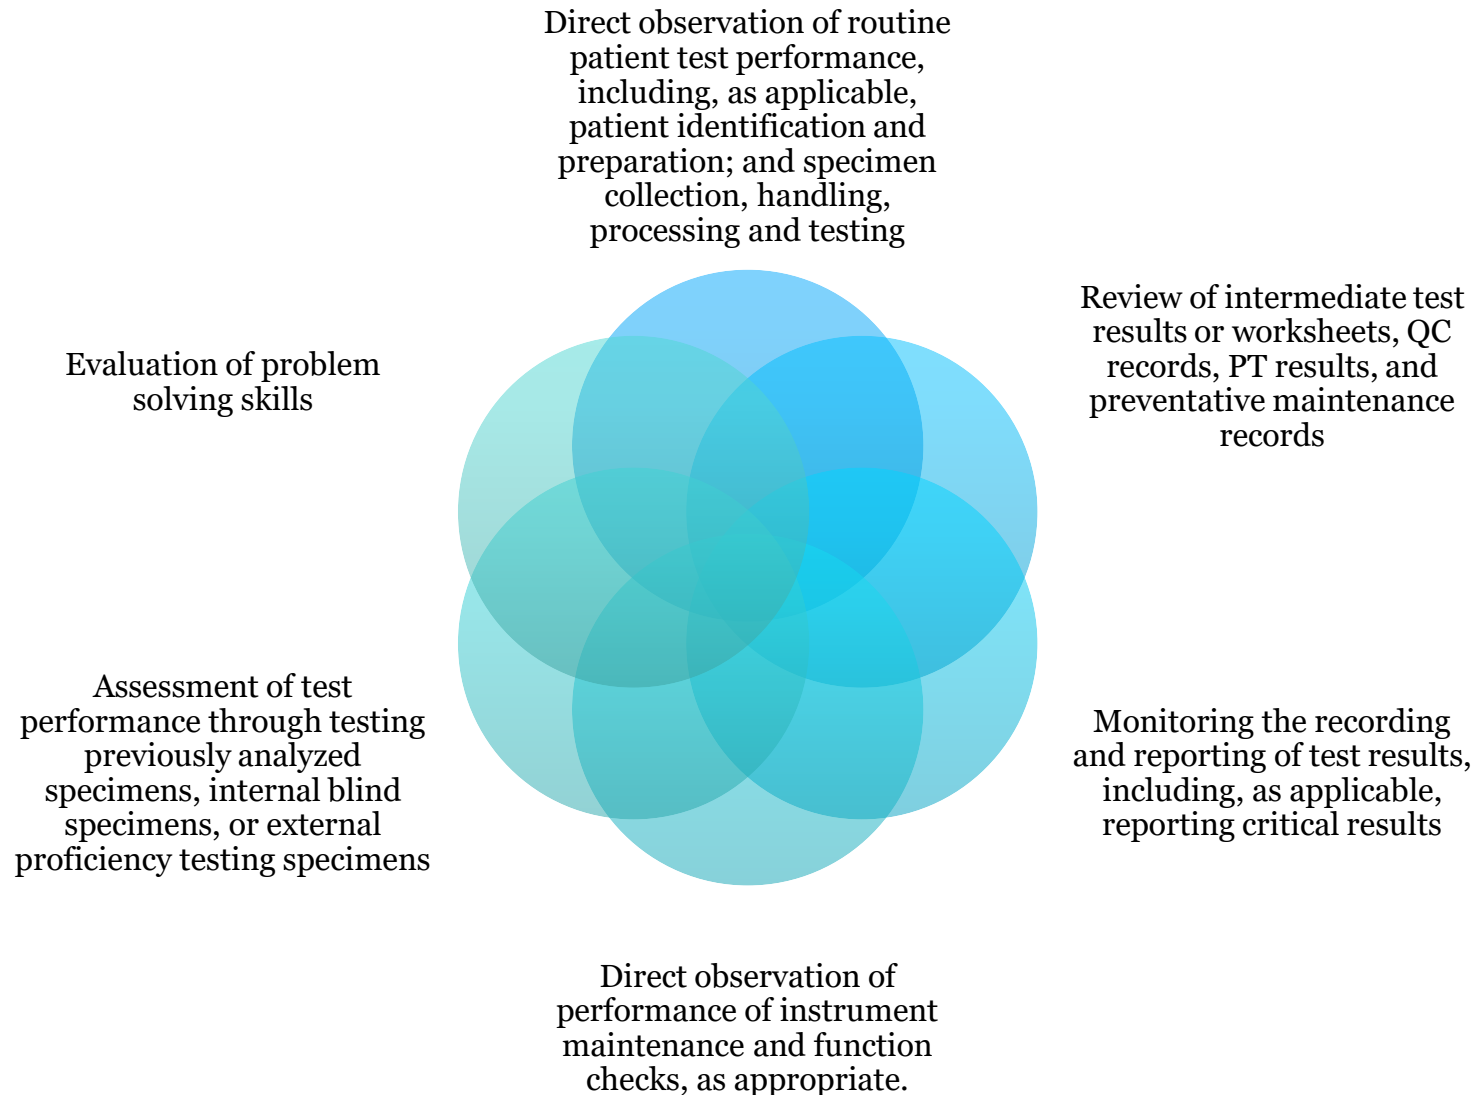 Direct observation of routine
patient test performance,
including, as applicable,
patient identification and
preparation; and specimen
collection, handling,
processing and testing
Review of intermediate test
results or worksheets, QC
records, PT results, and
preventative maintenance
records
Monitoring the recording
and reporting of test results,
including, as applicable,
reporting critical results
Direct observation of
performance of instrument
maintenance and function
checks, as appropriate.
Assessment of test
performance through testing
previously analyzed
specimens, internal blind
specimens, or external
proficiency testing specimens
Evaluation of problem
solving skills